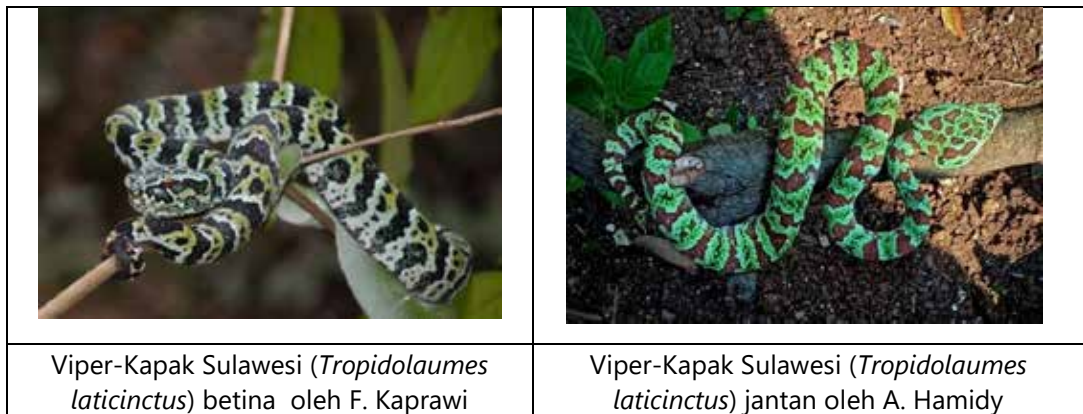 Viper-Kapak Sulawesi (Tropidolaumes
laticinctus) betina  oleh F. Kaprawi
Viper-Kapak Sulawesi (Tropidolaumes
laticinctus) jantan oleh A. Hamidy